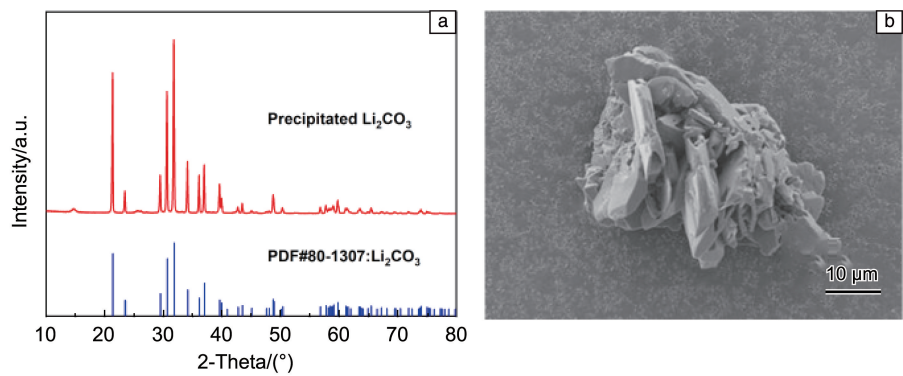 a
Precipitated Li₂CO₃
PDF#80-1307:Li₂CO₃
Intensity/a.u.
10 20 30 40 50 60 70 80
2-Theta/(°)
b
10 μm